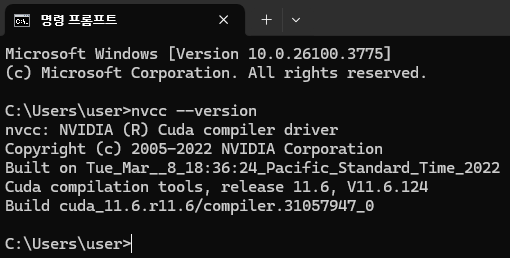 명령 프롬프트
Microsoft Windows [Version 10.0.26100.3775]
(c) Microsoft Corporation. All rights reserved.
C:\Users\user>nvcc --version
nvcc: NVIDIA (R) Cuda compiler driver
Copyright (c) 2005-2022 NVIDIA Corporation
Built on Tue_Mar__8_18:36:24_Pacific_Standard_Time_2022
Cuda compilation tools, release 11.6, V11.6.124
Build cuda_11.6.r11.6/compiler.31057947_0
C:\Users\user>